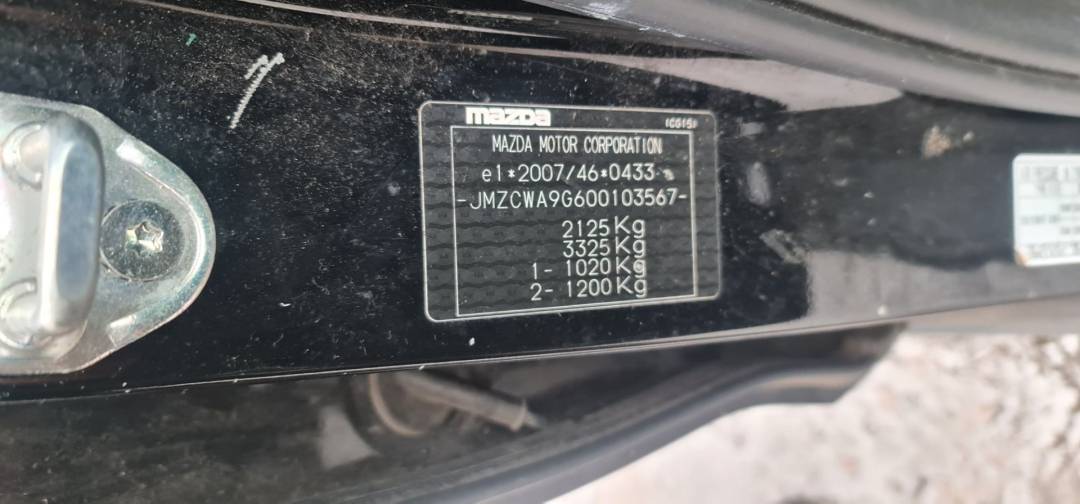 mazda
MAZDA MOTOR CORPORATION
e1*2007/46*0433
-JMZCWA9G600103567-
2125Kg
3325Kg
1- 1020Kg
2- 1200Kg